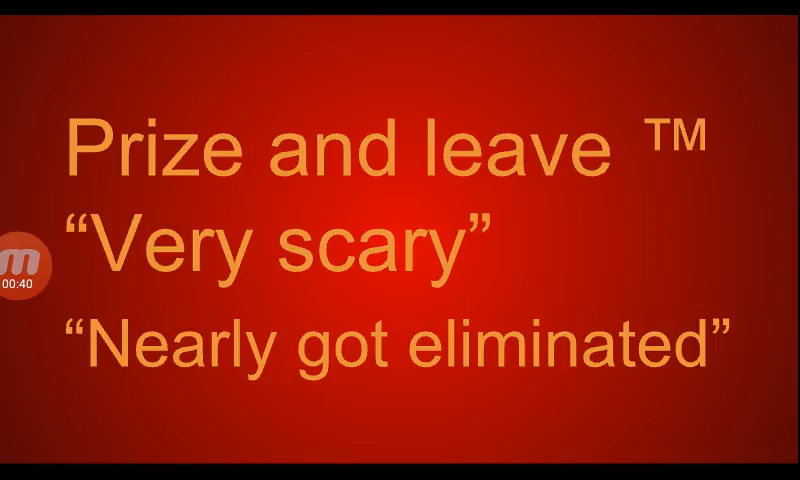 Prize and leave ™
“Very scary”
m
00:40
“Nearly got eliminated”